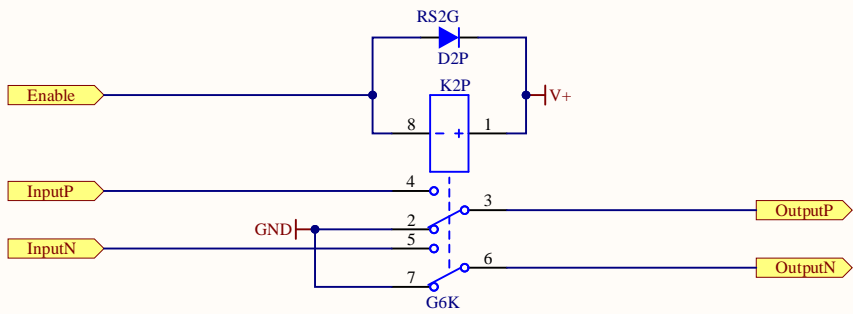 RS2G
D2P
Enable
K2P
V+
8
- +
1
InputP
4
3
OutputP
GND
2
InputN
5
6
OutputN
7
G6K